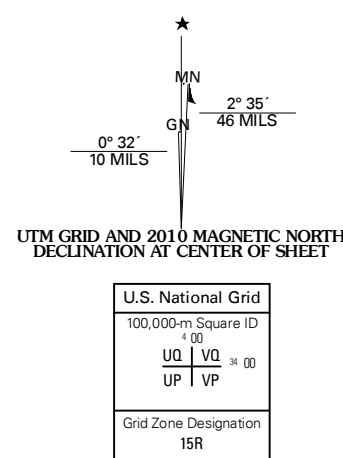 ★
MN
2° 35´
46 MILS
GN
0° 32´
10 MILS
UTM GRID AND 2010 MAGNETIC NORTH
DECLINATION AT CENTER OF SHEET
U.S. National Grid
100,000-m Square ID
4 00
UQ VQ 34 00
UP VP
Grid Zone Designation
15R